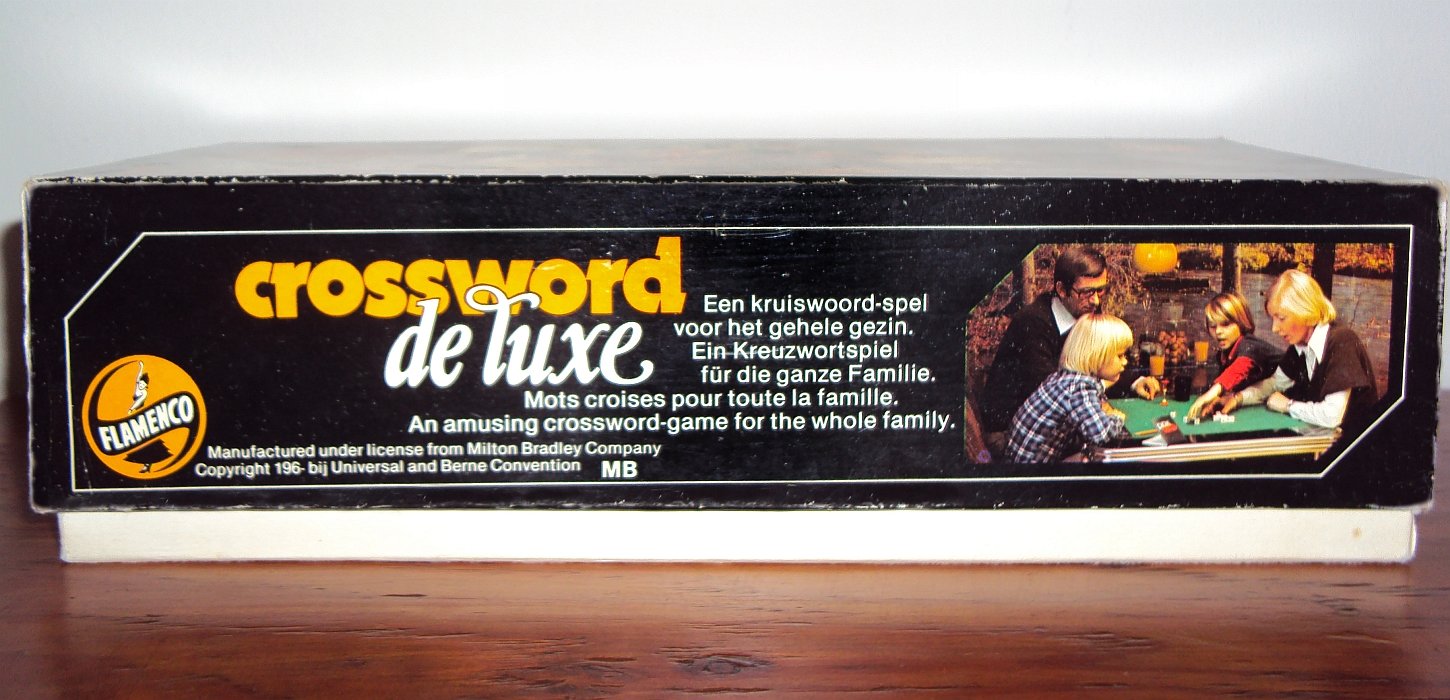 crossword
de luxe
Een kruiswoord-spel
voor het gehele gezin.
Ein Kreuzwortspiel
für die ganze Familie.
Mots croises pour toute la famille.
An amusing crossword-game for the whole family.
FLAMENCO
Manufactured under license from Milton Bradley Company
Copyright 196- bij Universal and Berne Convention MB